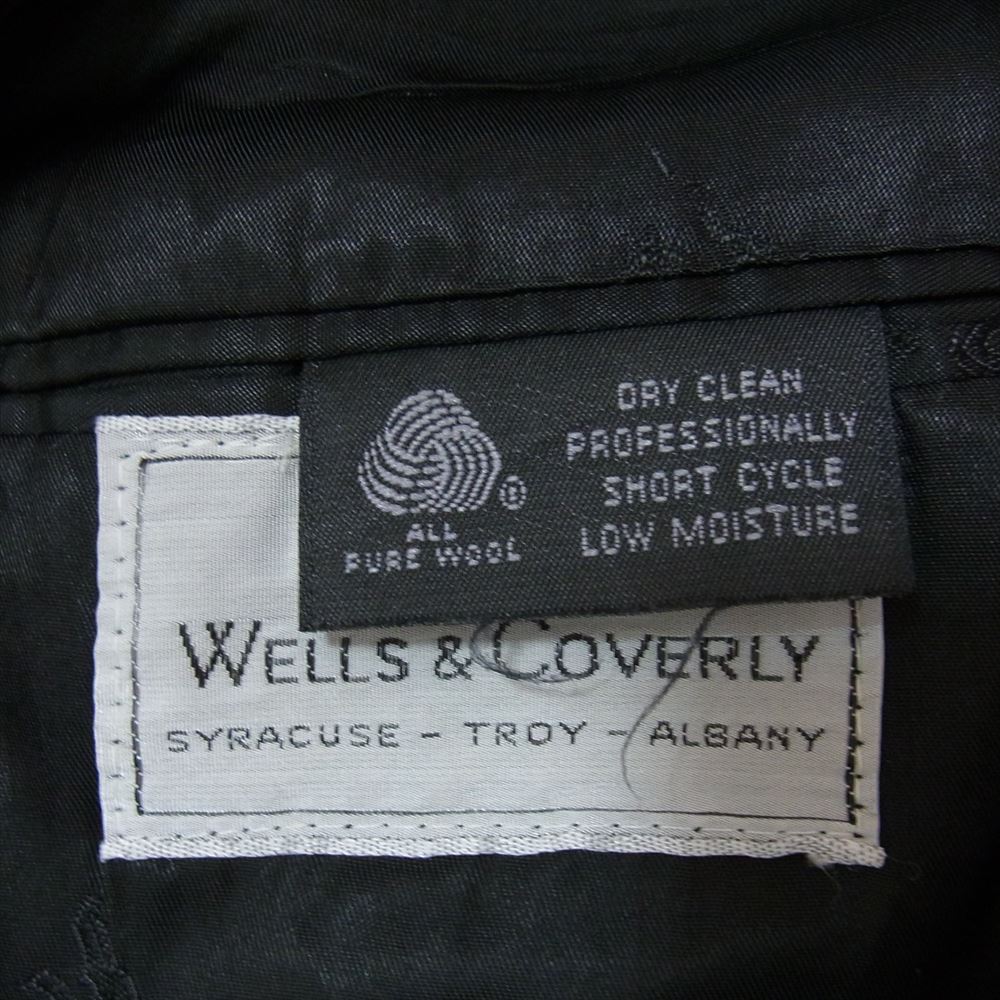 ALL
PURE WOOL
DRY CLEAN
PROFESSIONALLY
SHORT CYCLE
LOW MOISTURE
WELLS & COVERLY
SYRACUSE - TROY - ALBANY